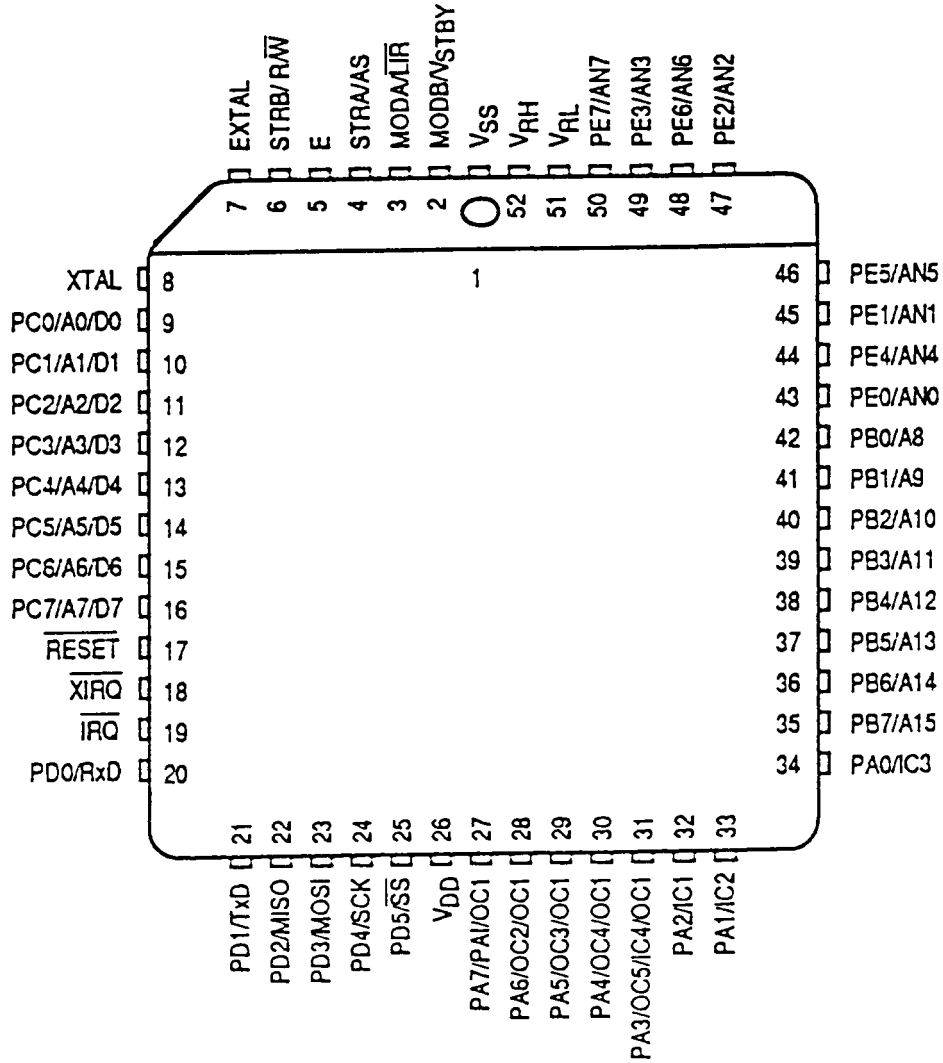 EXTAL
STRB/ R/W̅
E
STRA/AS
MODA/L̅I̅R̅
MODB/VSTBY
VSS
VRH
VRL
PE7/AN7
PE3/AN3
PE6/AN6
PE2/AN2
7 6 5 4 3 2 52 51 50 49 48 47
1
XTAL 8
PC0/A0/D0 9
PC1/A1/D1 10
PC2/A2/D2 11
PC3/A3/D3 12
PC4/A4/D4 13
PC5/A5/D5 14
PC6/A6/D6 15
PC7/A7/D7 16
R̅E̅S̅E̅T̅ 17
X̅I̅R̅Q̅ 18
I̅R̅Q̅ 19
PD0/RxD 20
46 PE5/AN5
45 PE1/AN1
44 PE4/AN4
43 PE0/AN0
42 PB0/A8
41 PB1/A9
40 PB2/A10
39 PB3/A11
38 PB4/A12
37 PB5/A13
36 PB6/A14
35 PB7/A15
34 PA0/IC3
21 22 23 24 25 26 27 28 29 30 31 32 33
PD1/TxD
PD2/MISO
PD3/MOSI
PD4/SCK
PD5/S̅S̅
VDD
PA7/PAI/OC1
PA6/OC2/OC1
PA5/OC3/OC1
PA4/OC4/OC1
PA3/OC5/IC4/OC1
PA2/IC1
PA1/IC2